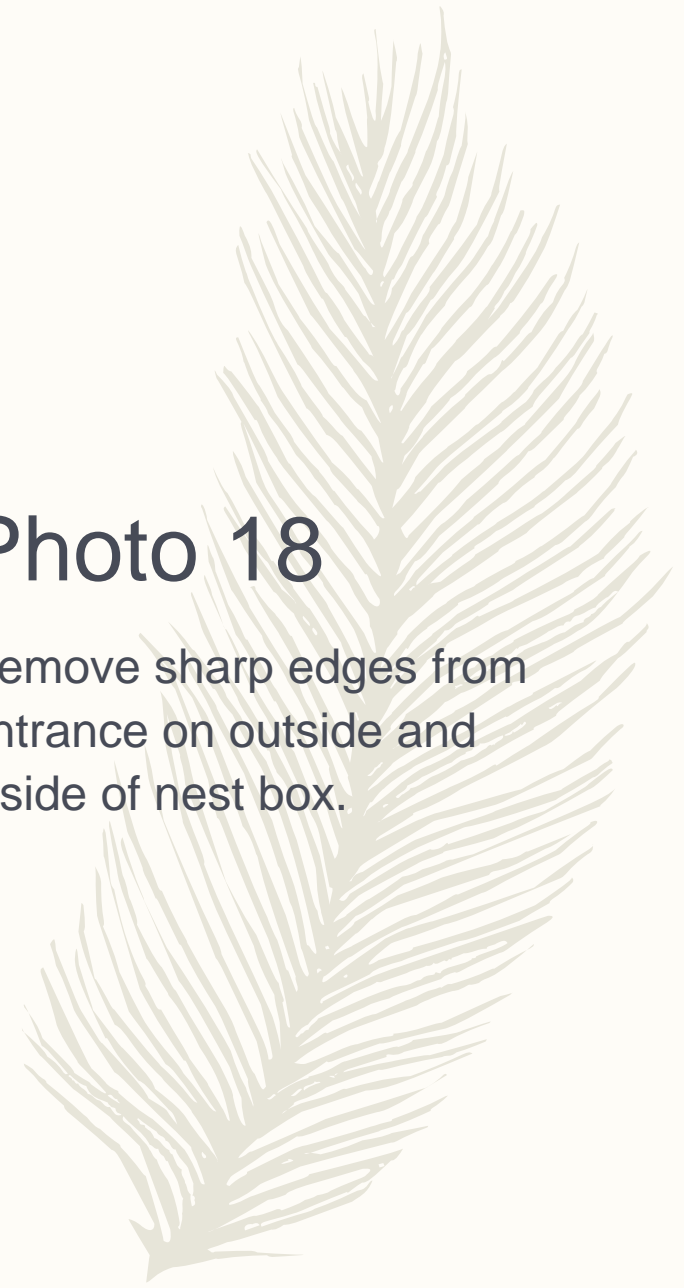 Photo 18
emove sharp edges from
ntrance on outside and
side of nest box.